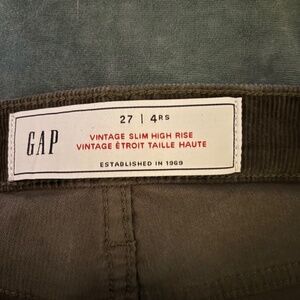 GAP
27 | 4RS
VINTAGE SLIM HIGH RISE
VINTAGE ÉTROIT TAILLE HAUTE
ESTABLISHED IN 1969